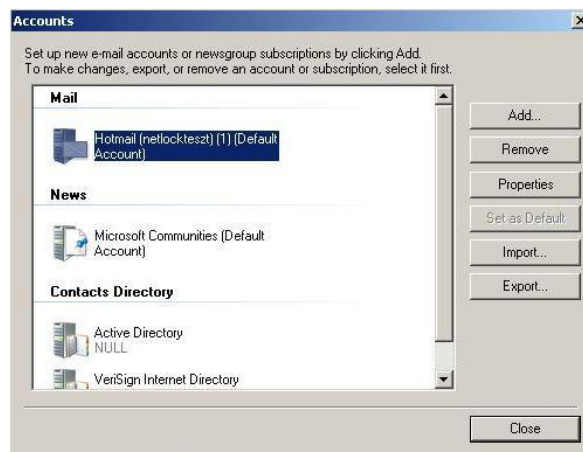 Accounts
Set up new e-mail accounts or newsgroup subscriptions by clicking Add.
To make changes, export, or remove an account or subscription, select it first.
Mail
Hotmail (netlockteszt) (1) (Default
Account)
News
Microsoft Communities (Default
Account)
Contacts Directory
Active Directory
NULL
VeriSign Internet Directory
Add...
Remove
Properties
Set as Default
Import...
Export...
Close